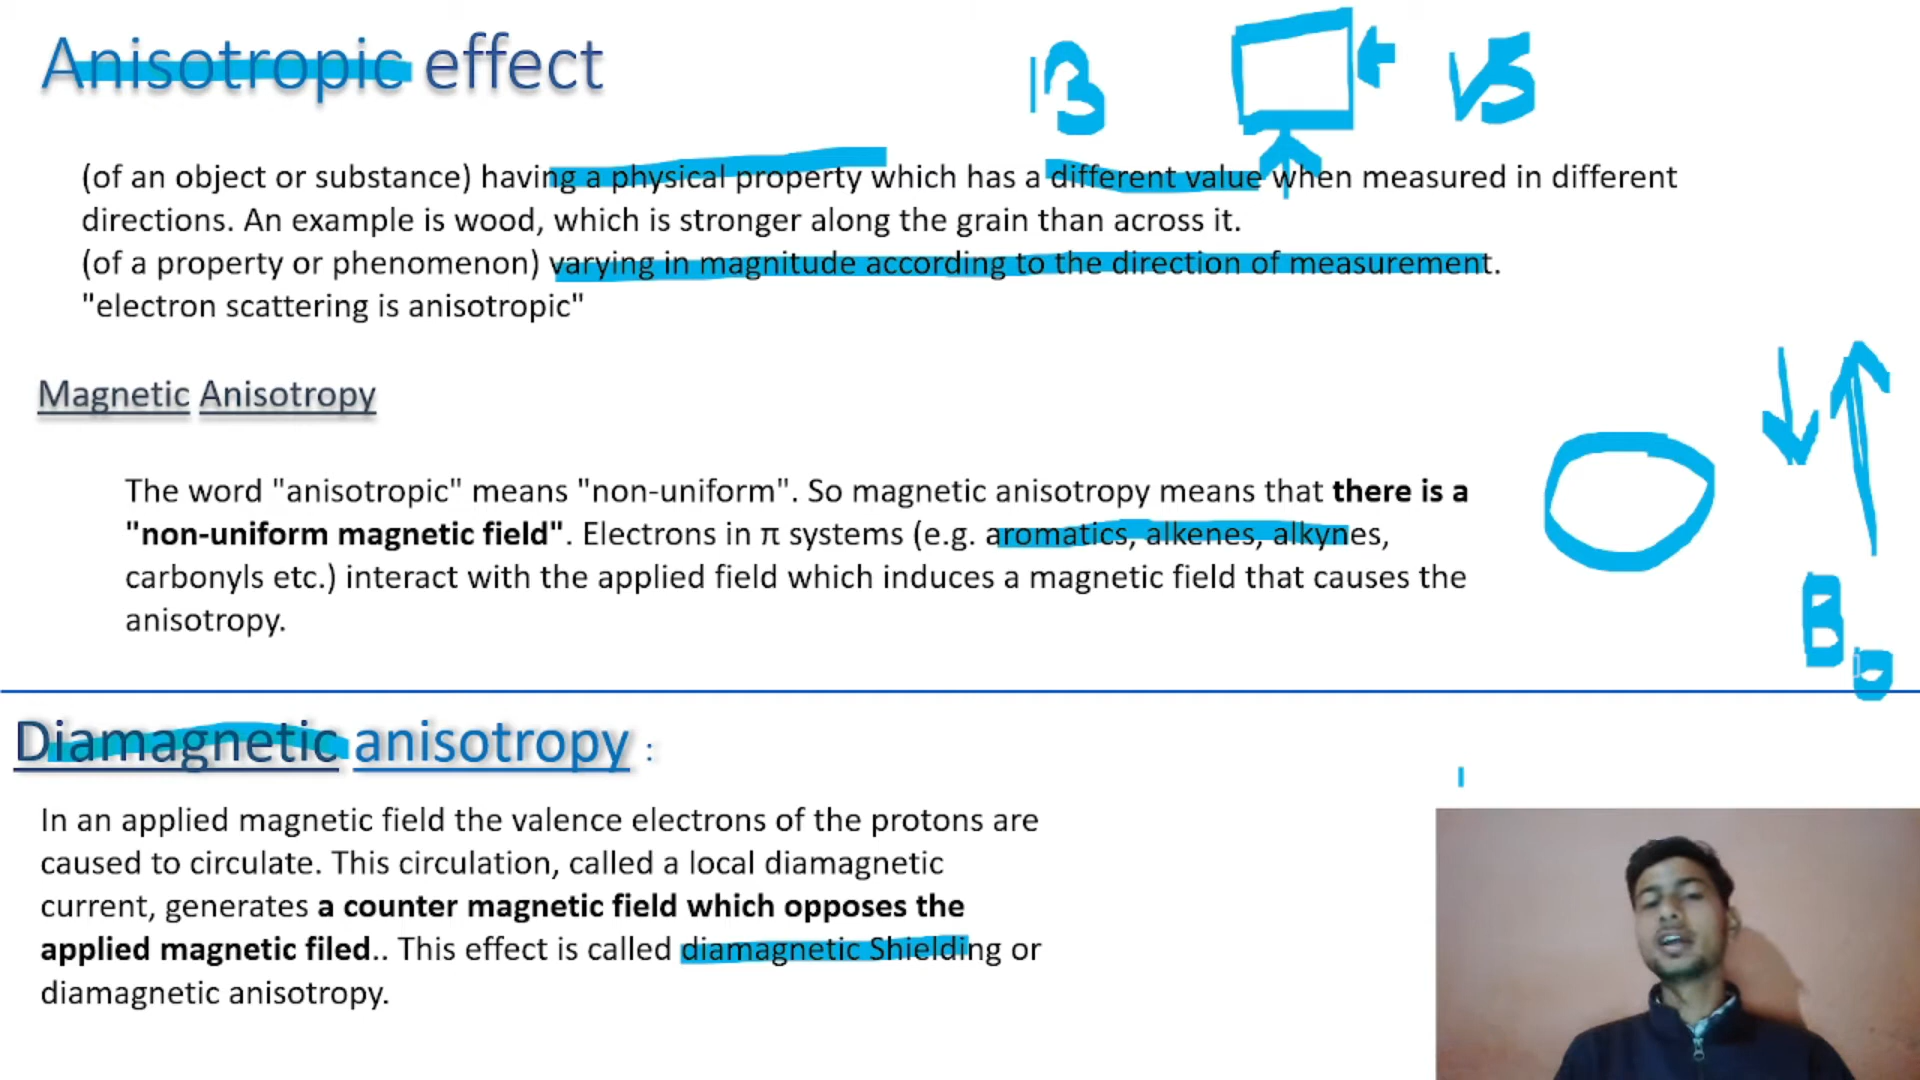 Anisotropic effect
13
15
(of an object or substance) having a physical property which has a different value when measured in different
directions. An example is wood, which is stronger along the grain than across it.
(of a property or phenomenon) varying in magnitude according to the direction of measurement.
"electron scattering is anisotropic"
Magnetic Anisotropy
The word "anisotropic" means "non-uniform". So magnetic anisotropy means that there is a
"non-uniform magnetic field". Electrons in π systems (e.g. aromatics, alkenes, alkynes,
carbonyls etc.) interact with the applied field which induces a magnetic field that causes the
anisotropy.
B₀
Diamagnetic anisotropy :
In an applied magnetic field the valence electrons of the protons are
caused to circulate. This circulation, called a local diamagnetic
current, generates a counter magnetic field which opposes the
applied magnetic filed.. This effect is called diamagnetic Shielding or
diamagnetic anisotropy.